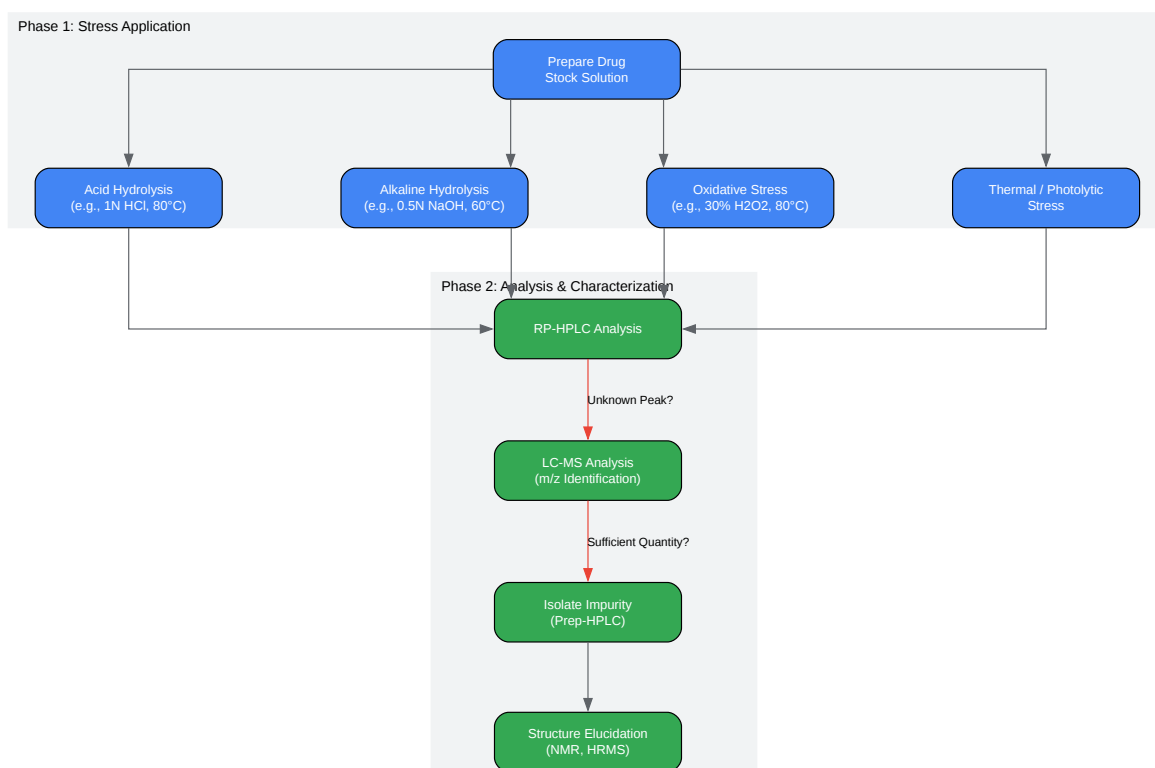 Phase 1: Stress Application
Prepare Drug
Stock Solution
Acid Hydrolysis
(e.g., 1N HCl, 80°C)
Alkaline Hydrolysis
(e.g., 0.5N NaOH, 60°C)
Oxidative Stress
(e.g., 30% H2O2, 80°C)
Thermal / Photolytic
Stress
Phase 2: Analysis & Characterization
RP-HPLC Analysis
Unknown Peak?
LC-MS Analysis
(m/z Identification)
Sufficient Quantity?
Isolate Impurity
(Prep-HPLC)
Structure Elucidation
(NMR, HRMS)